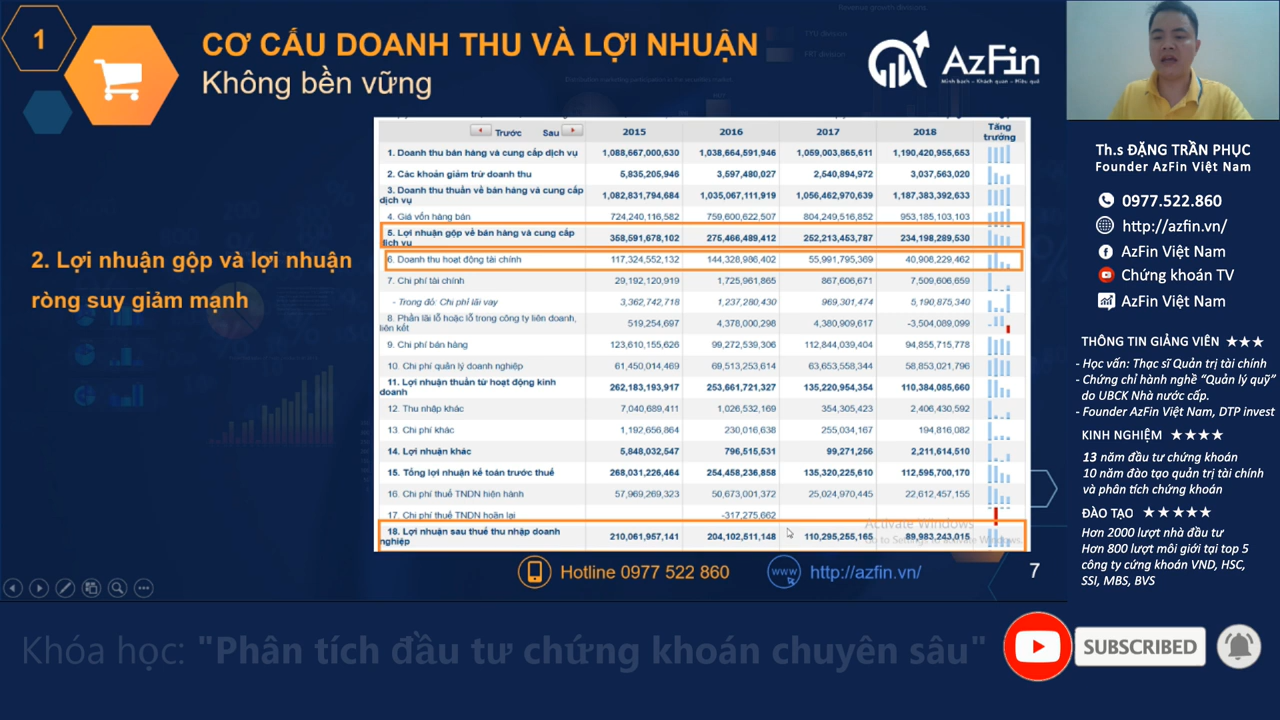 1
CƠ CẤU DOANH THU VÀ LỢI NHUẬN
Không bền vững
AzFin
Minh bạch - Khách quan - Hiệu quả
2. Lợi nhuận gộp và lợi nhuận
ròng suy giảm mạnh
Trước Sau 2015 2016 2017 2018 Tăng trưởng
1. Doanh thu bán hàng và cung cấp dịch vụ 1,088,667,000,630 1,038,664,591,946 1,059,003,865,611 1,190,420,955,653
2. Các khoản giảm trừ doanh thu 5,835,205,946 3,597,480,027 2,540,894,972 3,037,563,020
3. Doanh thu thuần về bán hàng và cung cấp dịch vụ 1,082,831,794,684 1,035,067,111,919 1,056,462,970,639 1,187,383,392,633
4. Giá vốn hàng bán 724,240,116,582 759,600,622,507 804,249,516,852 953,185,103,103
5. Lợi nhuận gộp về bán hàng và cung cấp dịch vụ 358,591,678,102 275,466,489,412 252,213,453,787 234,198,289,530
6. Doanh thu hoạt động tài chính 117,324,552,132 144,328,986,402 55,991,795,369 40,908,229,462
7. Chi phí tài chính 29,192,120,919 1,725,961,865 867,606,671 7,509,606,659
- Trong đó: Chi phí lãi vay 3,362,742,718 1,237,280,430 969,301,474 5,190,875,340
8. Phần lãi lỗ hoặc lỗ trong công ty liên doanh, liên kết 519,254,697 4,378,000,298 4,380,909,617 -3,504,089,099
9. Chi phí bán hàng 123,610,155,626 99,272,539,306 112,844,039,404 94,855,715,778
10. Chi phí quản lý doanh nghiệp 61,450,014,469 69,513,253,614 63,653,558,344 58,853,021,796
11. Lợi nhuận thuần từ hoạt động kinh doanh 262,183,193,917 253,661,721,327 135,220,954,354 110,384,085,660
12. Thu nhập khác 7,040,689,411 1,026,532,169 354,305,423 2,406,430,592
13. Chi phí khác 1,192,656,864 230,016,638 255,034,167 194,816,082
14. Lợi nhuận khác 5,848,032,547 796,515,531 99,271,256 2,211,614,510
15. Tổng lợi nhuận kế toán trước thuế 268,031,226,464 254,458,236,858 135,320,225,610 112,595,700,170
16. Chi phí thuế TNDN hiện hành 57,969,269,323 50,673,001,372 25,024,970,445 22,612,457,155
17. Chi phí thuế TNDN hoãn lại -317,275,662
18. Lợi nhuận sau thuế thu nhập doanh nghiệp 210,061,957,141 204,102,511,148 110,295,255,165 89,983,243,015
Activate Windows
Go to Settings to activate Windows.
Hotline 0977 522 860
www http://azfin.vn/
7
Th.s ĐẶNG TRẦN PHỤC
Founder AzFin Việt Nam
0977.522.860
http://azfin.vn/
AzFin Việt Nam
Chứng khoán TV
AzFin Việt Nam
THÔNG TIN GIẢNG VIÊN
- Học vấn: Thạc sĩ Quản trị tài chính
- Chứng chỉ hành nghề "Quản lý quỹ"
do UBCK Nhà nước cấp.
- Founder AzFin Việt Nam, DTP invest
KINH NGHIỆM
13 năm đầu tư chứng khoán
10 năm đào tạo quản trị tài chính
và phân tích chứng khoán
ĐÀO TẠO
Hơn 2000 lượt nhà đầu tư
Hơn 800 lượt môi giới tại top 5
công ty cứng khoán VND, HSC,
SSI, MBS, BVS
Khóa học: "Phân tích đầu tư chứng khoán chuyên sâu"
SUBSCRIBED